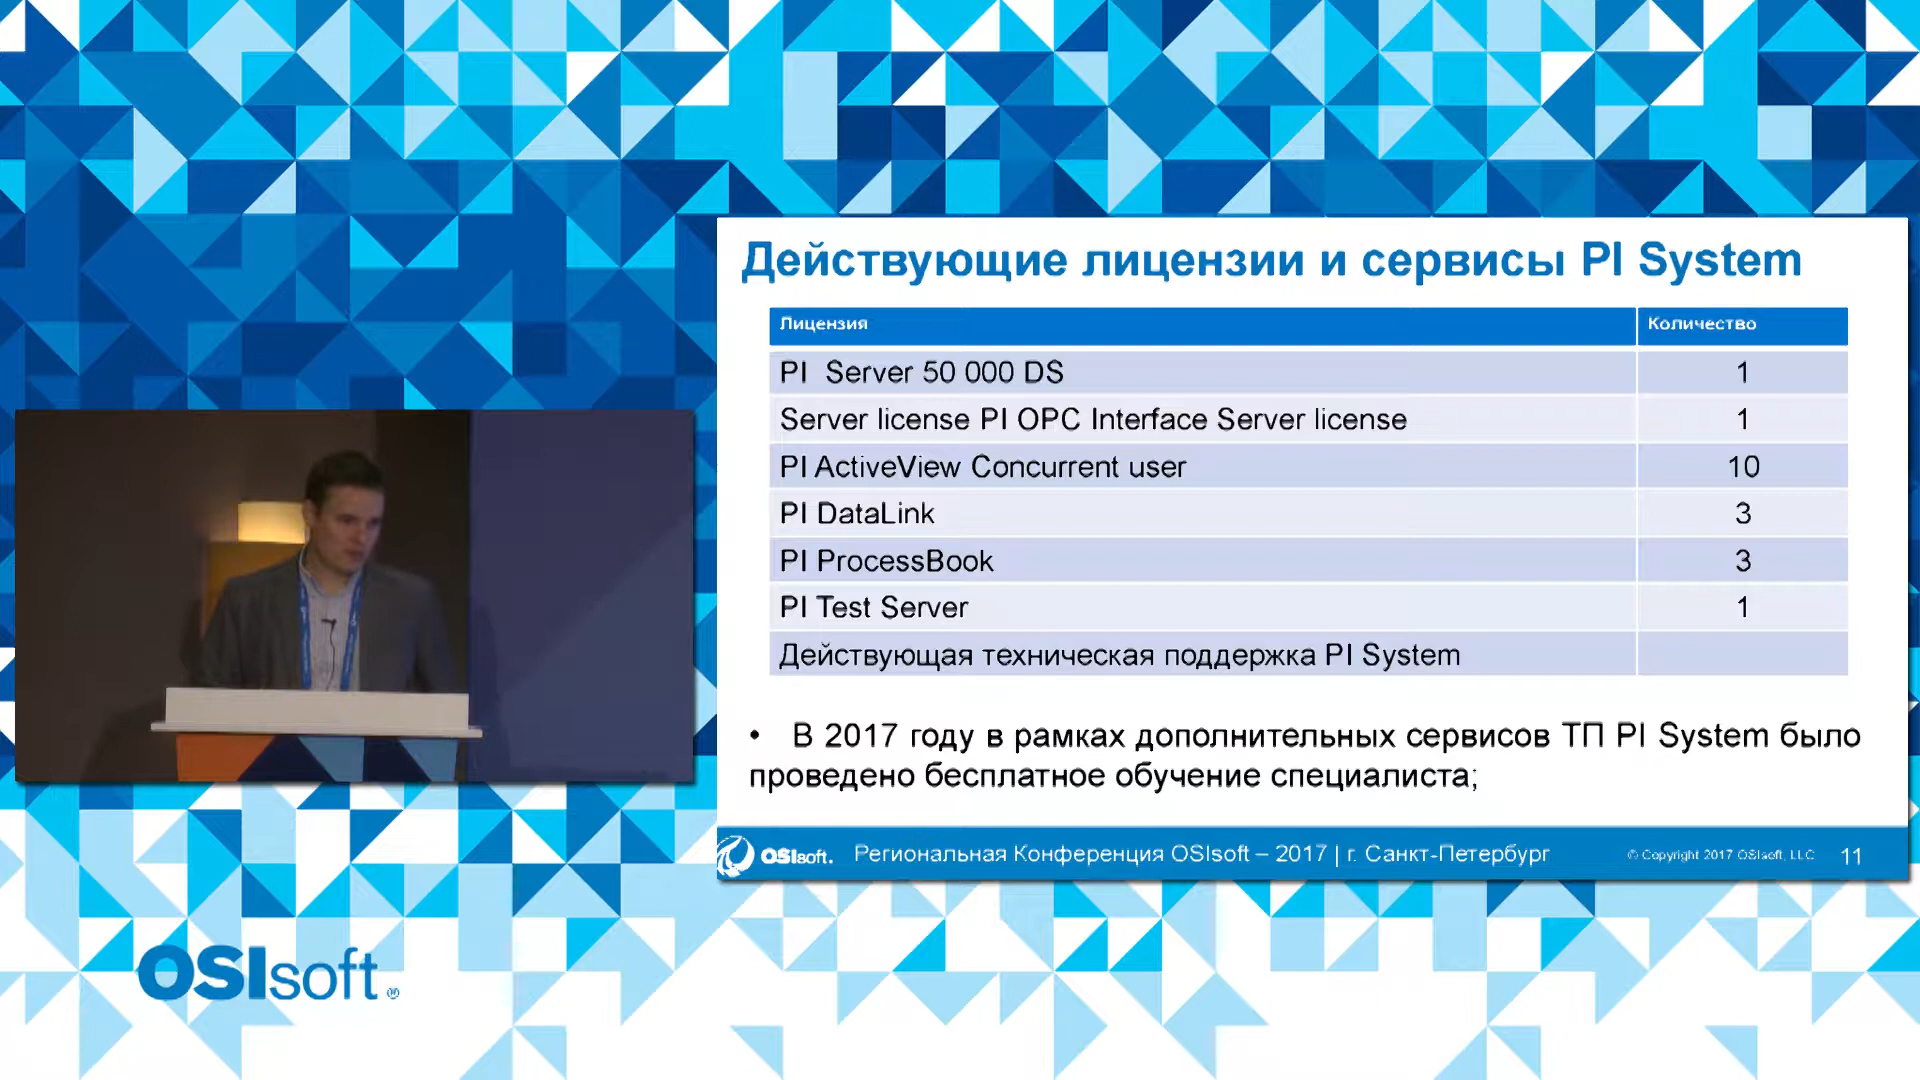 Действующие лицензии и сервисы PI System
Лицензия Количество
PI Server 50 000 DS 1
Server license PI OPC Interface Server license 1
PI ActiveView Concurrent user 10
PI DataLink 3
PI ProcessBook 3
PI Test Server 1
Действующая техническая поддержка PI System
• В 2017 году в рамках дополнительных сервисов ТП PI System было
проведено бесплатное обучение специалиста;
OSIsoft. Региональная Конференция OSIsoft – 2017 | г. Санкт-Петербург © Copyright 2017 OSIsoft, LLC 11
OSIsoft®